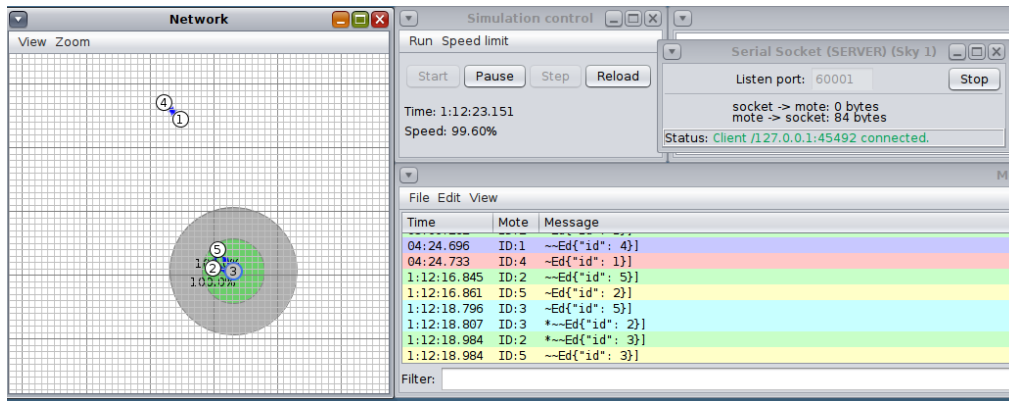 Network
View Zoom
4
1
5
2
3
100.0%
Simulation control
Run Speed limit
Start Pause Step Reload
Time: 1:12:23.151
Speed: 99.60%
Serial Socket (SERVER) (Sky 1)
Listen port: 60001 Stop
socket -> mote: 0 bytes
mote -> socket: 84 bytes
Status: Client /127.0.0.1:45492 connected.
File Edit View
Time Mote Message
04:24.696 ID:1 ~~Ed{"id": 4}]
04:24.733 ID:4 ~Ed{"id": 1}]
1:12:16.845 ID:2 ~~Ed{"id": 5}]
1:12:16.861 ID:5 ~Ed{"id": 2}]
1:12:18.796 ID:3 ~Ed{"id": 5}]
1:12:18.807 ID:3 *~~Ed{"id": 2}]
1:12:18.984 ID:2 *~~Ed{"id": 3}]
1:12:18.984 ID:5 ~~Ed{"id": 3}]
Filter: